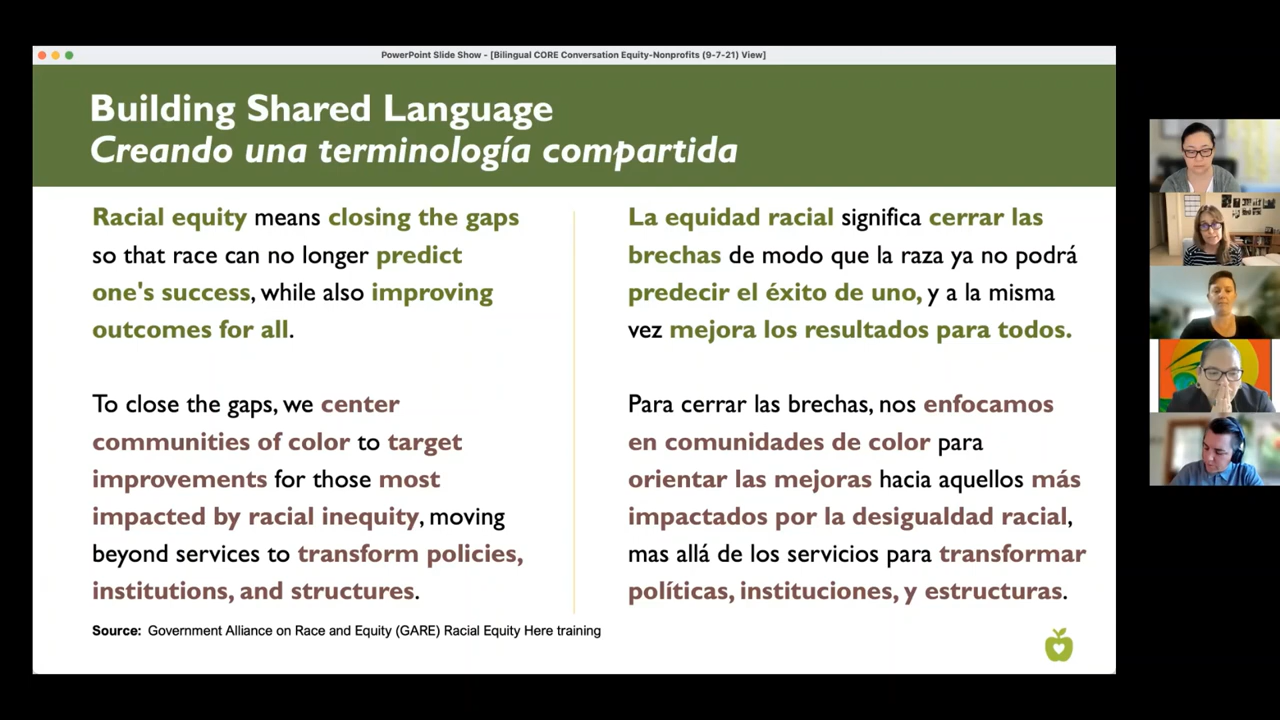 PowerPoint Slide Show - [Bilingual CORE Conversation Equity-Nonprofits (9-7-21) View]
Building Shared Language
Creando una terminología compartida
Racial equity means closing the gaps
so that race can no longer predict
one's success, while also improving
outcomes for all.
To close the gaps, we center
communities of color to target
improvements for those most
impacted by racial inequity, moving
beyond services to transform policies,
institutions, and structures.
La equidad racial significa cerrar las
brechas de modo que la raza ya no podrá
predecir el éxito de uno, y a la misma
vez mejora los resultados para todos.
Para cerrar las brechas, nos enfocamos
en comunidades de color para
orientar las mejoras hacia aquellos más
impactados por la desigualdad racial,
mas allá de los servicios para transformar
políticas, instituciones, y estructuras.
Source: Government Alliance on Race and Equity (GARE) Racial Equity Here training